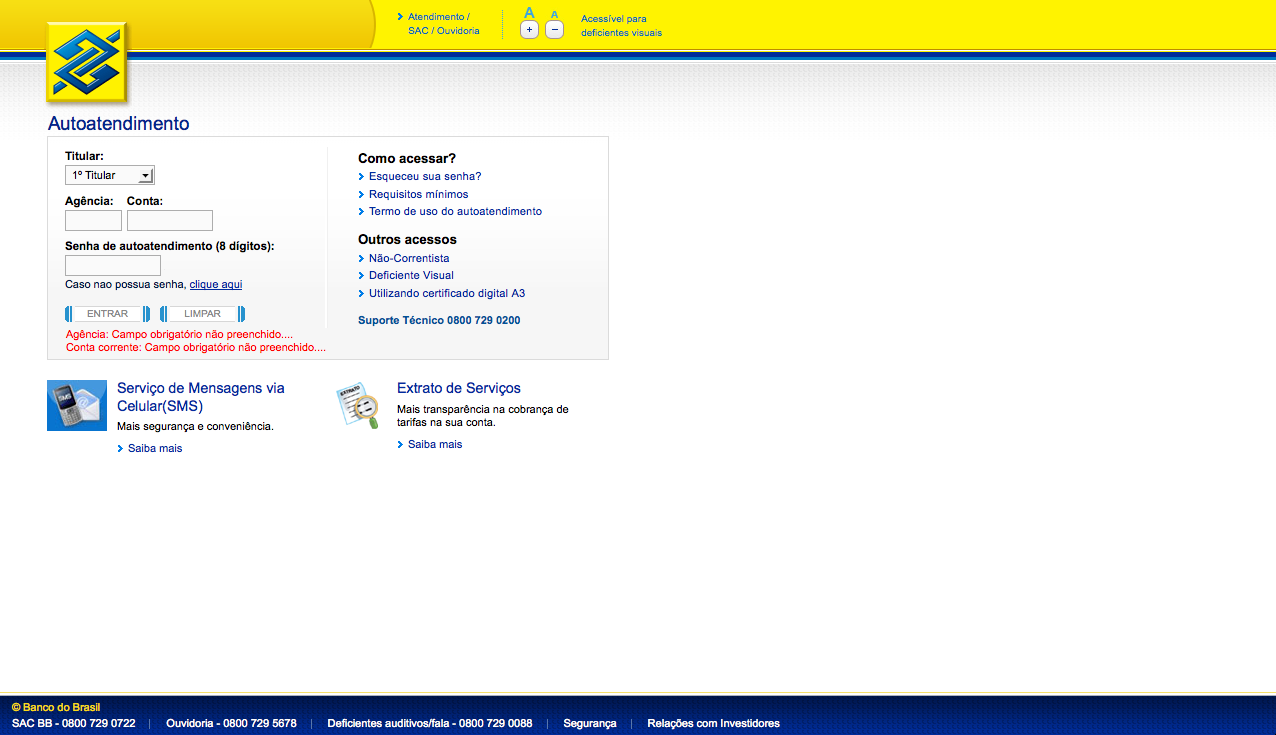 Atendimento /
SAC / Ouvidoria
A A
+ −
Acessível para
deficientes visuais
Autoatendimento
Titular:
1º Titular
Agência: Conta:
Senha de autoatendimento (8 dígitos):
Caso nao possua senha, clique aqui
ENTRAR LIMPAR
Agência: Campo obrigatório não preenchido....
Conta corrente: Campo obrigatório não preenchido....
Como acessar?
Esqueceu sua senha?
Requisitos mínimos
Termo de uso do autoatendimento
Outros acessos
Não-Correntista
Deficiente Visual
Utilizando certificado digital A3
Suporte Técnico 0800 729 0200
SMS
Serviço de Mensagens via
Celular(SMS)
Mais segurança e conveniência.
Saiba mais
EXTRATO
Extrato de Serviços
Mais transparência na cobrança de
tarifas na sua conta.
Saiba mais
© Banco do Brasil
SAC BB - 0800 729 0722 | Ouvidoria - 0800 729 5678 | Deficientes auditivos/fala - 0800 729 0088 | Segurança | Relações com Investidores